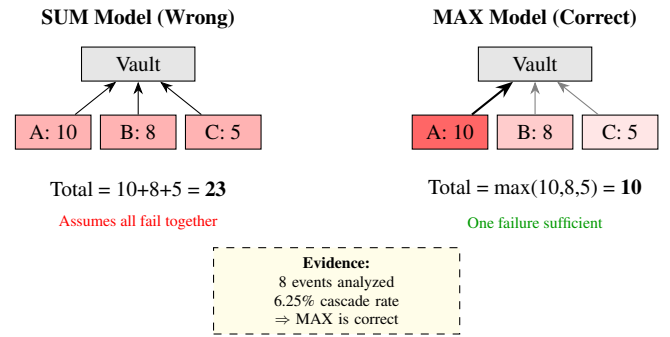 SUM Model (Wrong)
Vault
A: 10
B: 8
C: 5
Total = 10+8+5 = 23
Assumes all fail together
MAX Model (Correct)
Vault
A: 10
B: 8
C: 5
Total = max(10,8,5) = 10
One failure sufficient
Evidence:
8 events analyzed
6.25% cascade rate
⇒ MAX is correct